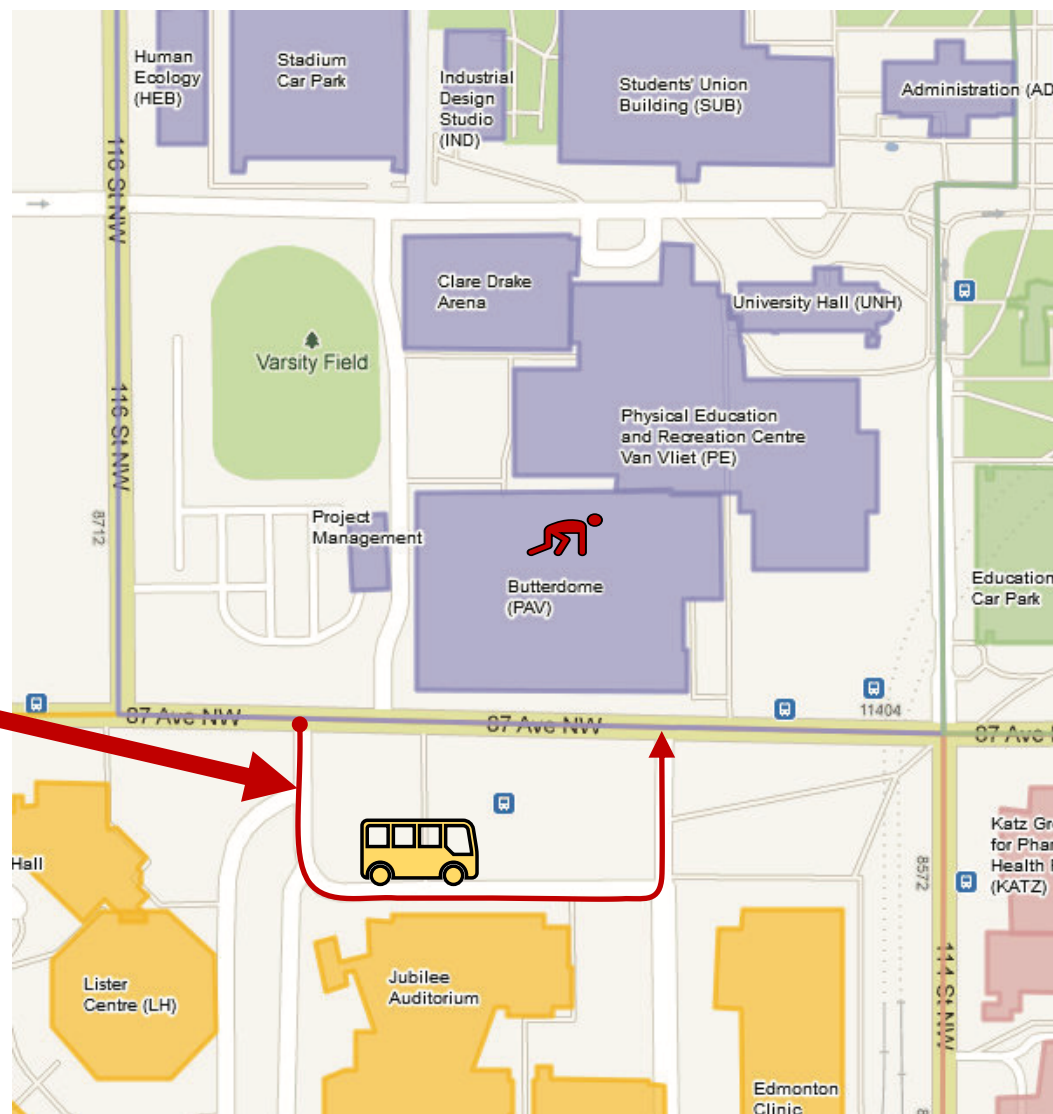 Human
Ecology
(HEB)
Stadium
Car Park
Industrial
Design
Studio
(IND)
Students' Union
Building (SUB)
Administration (AD
116 St NW
Clare Drake
Arena
University Hall (UNH)
Varsity Field
116 St NW
Physical Education
and Recreation Centre
Van Vliet (PE)
8712
Project
Management
Butterdome
(PAV)
Education
Car Park
11404
87 Ave NW
87 Ave NW
87 Ave
Hall
Katz Gr
for Phar
Health
(KATZ)
8572
114 St NW
Lister
Centre (LH)
Jubilee
Auditorium
Edmonton
Clinic